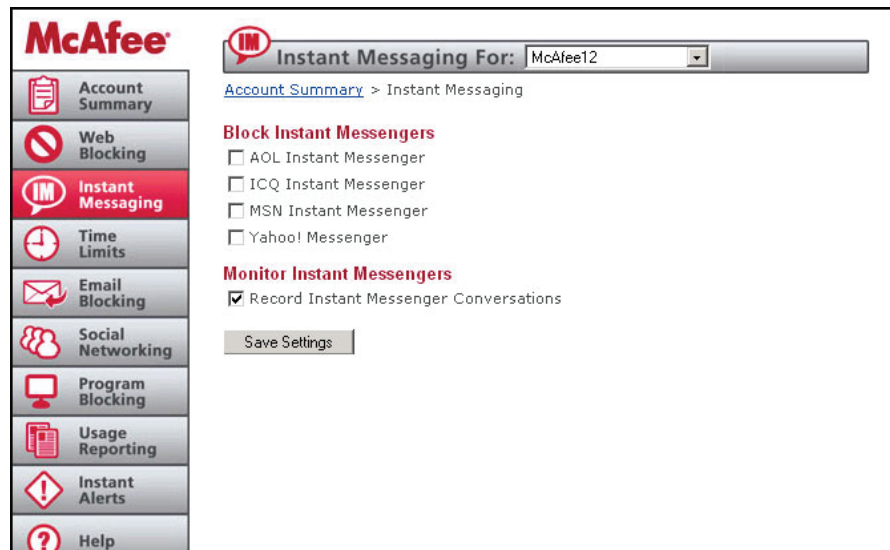 McAfee
IM
Instant Messaging For: McAfee12
Account Summary > Instant Messaging
Account
Summary
Web
Blocking
IM
Instant
Messaging
Time
Limits
Email
Blocking
Social
Networking
Program
Blocking
Usage
Reporting
Instant
Alerts
?
Help
Block Instant Messengers
AOL Instant Messenger
ICQ Instant Messenger
MSN Instant Messenger
Yahoo! Messenger
Monitor Instant Messengers
Record Instant Messenger Conversations
Save Settings